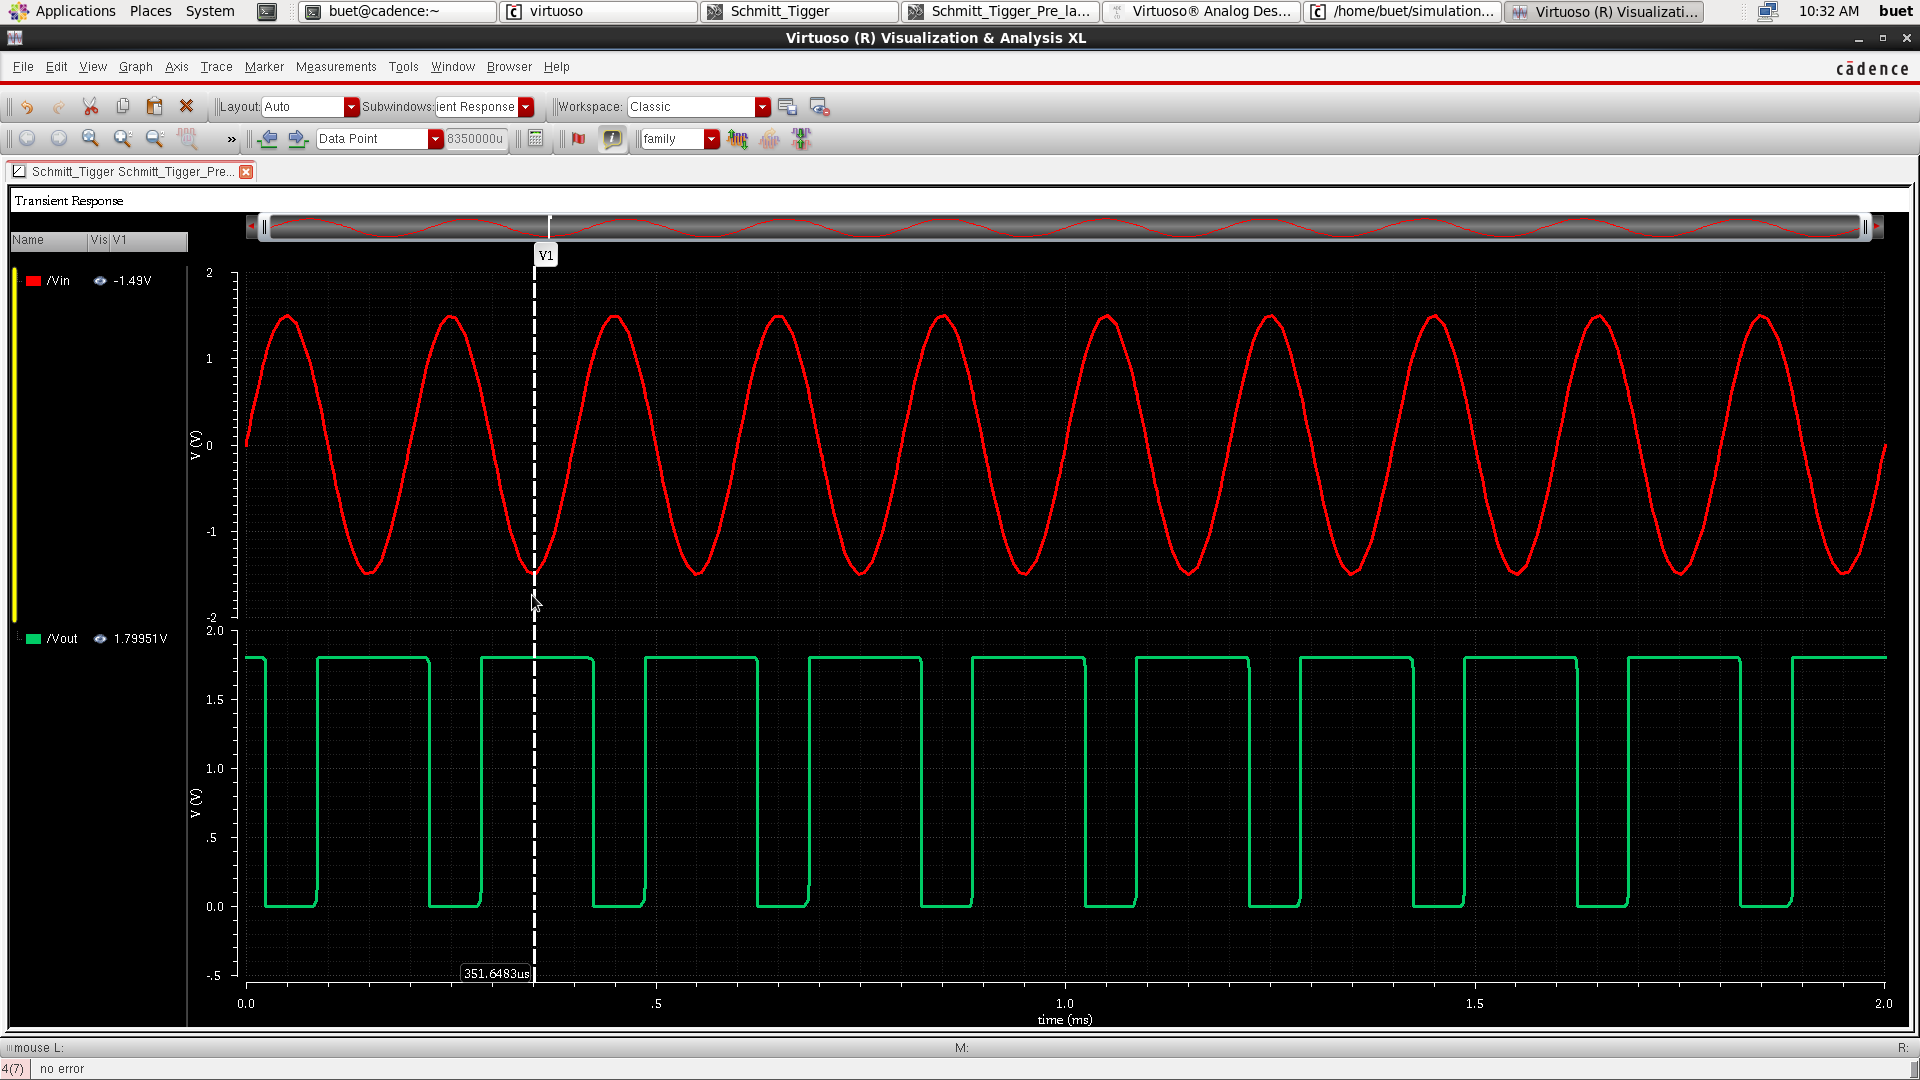 Applications Places System buet@cadence:~ virtuoso Schmitt_Tigger Schmitt_Tigger_Pre_la... Virtuoso® Analog Des... /home/buet/simulation... Virtuoso (R) Visualizati... 10:32 AM buet
Virtuoso (R) Visualization & Analysis XL
File Edit View Graph Axis Trace Marker Measurements Tools Window Browser Help cādence
Layout: Auto Subwindows: ient Response Workspace: Classic
» Data Point 8350000u family
Schmitt_Tigger Schmitt_Tigger_Pre...
Transient Response
Name Vis V1
V1
/Vin -1.49V
2
1
V (V)
0
-1
-2
/Vout 1.79951V
2.0
1.5
1.0
V (V)
.5
0.0
-.5
351.6483us
0.0 .5 1.0 1.5 2.0
time (ms)
mouse L: M: R:
4(7) no error